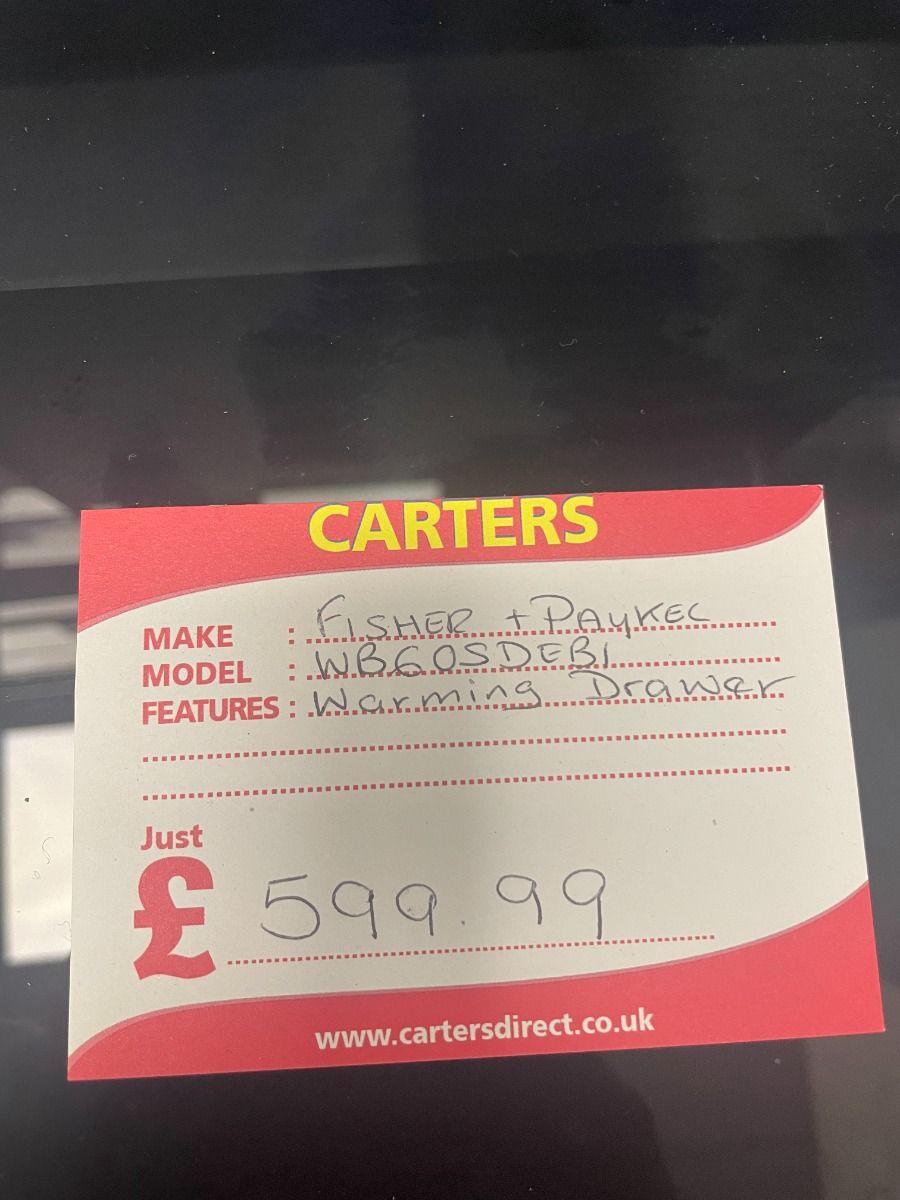 CARTERS
MAKE : FISHER + PAYKEL
MODEL : WB60SDEB1
FEATURES : Warming Drawer
Just
£ 599.99
www.cartersdirect.co.uk